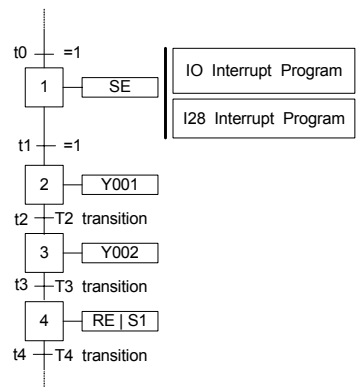 t0 =1
1 SE
IO Interrupt Program
I28 Interrupt Program
t1 =1
2 Y001
t2 T2 transition
3 Y002
t3 T3 transition
4 RE | S1
t4 T4 transition